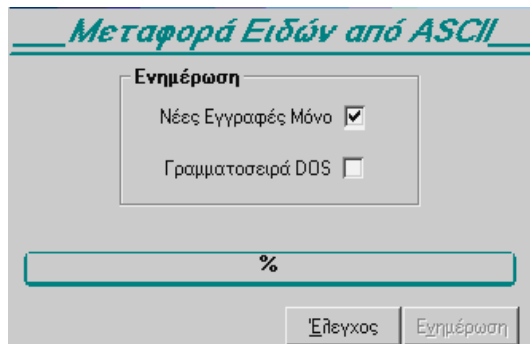 Μεταφορά Ειδών από ASCII
Ενημέρωση
Νέες Εγγραφές Μόνο
Γραμματοσειρά DOS
%
Έλεγχος Ενημέρωση